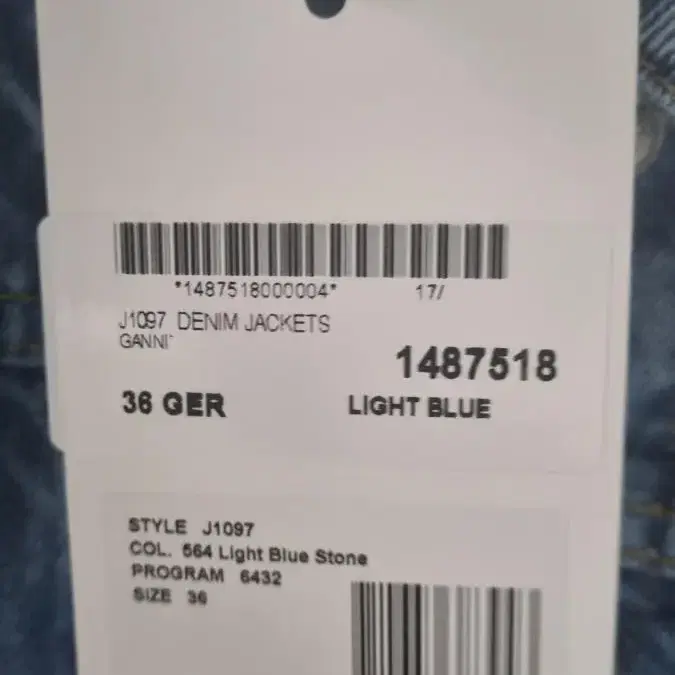 *1487518000004* 17/
J1097 DENIM JACKETS
GANNI*
1487518
36 GER LIGHT BLUE
STYLE J1097
COL. 564 Light Blue Stone
PROGRAM 6432
SIZE 36